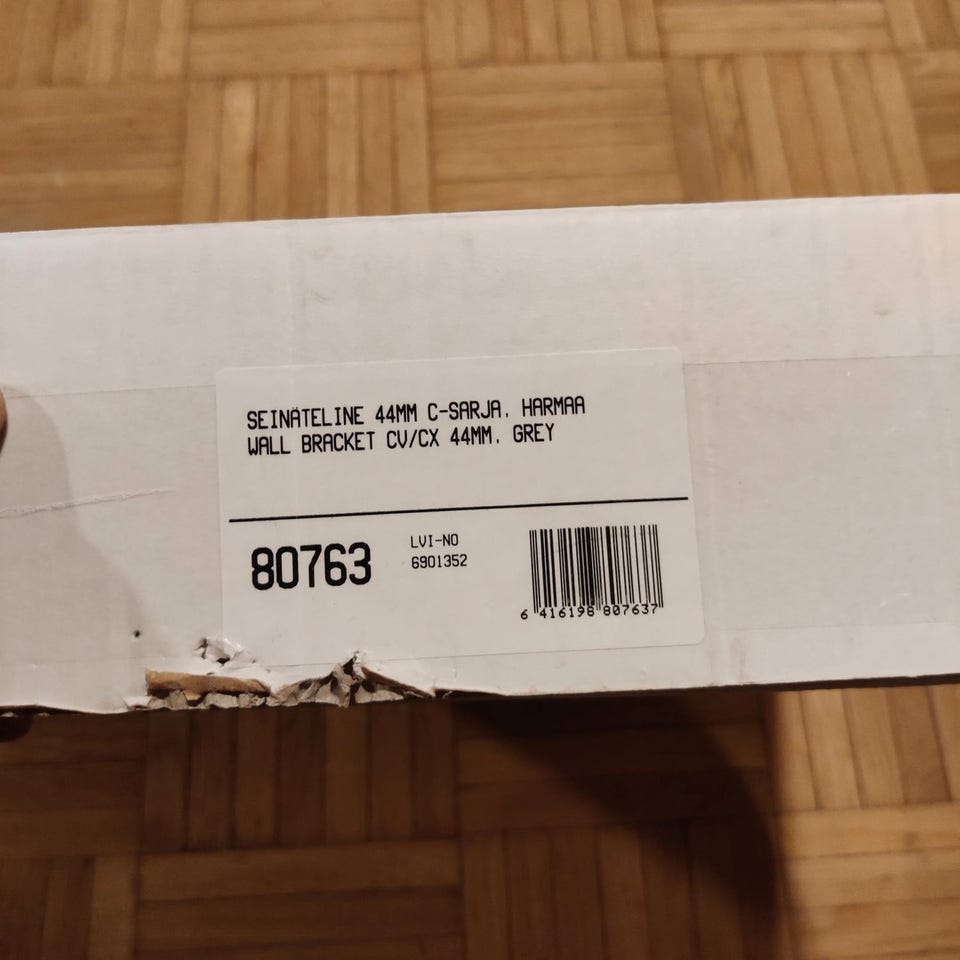 SEINÄTELINE 44MM C-SARJA, HARMAA
WALL BRACKET CV/CX 44MM, GREY
80763
LVI-NO
6901352
6 416198 807637